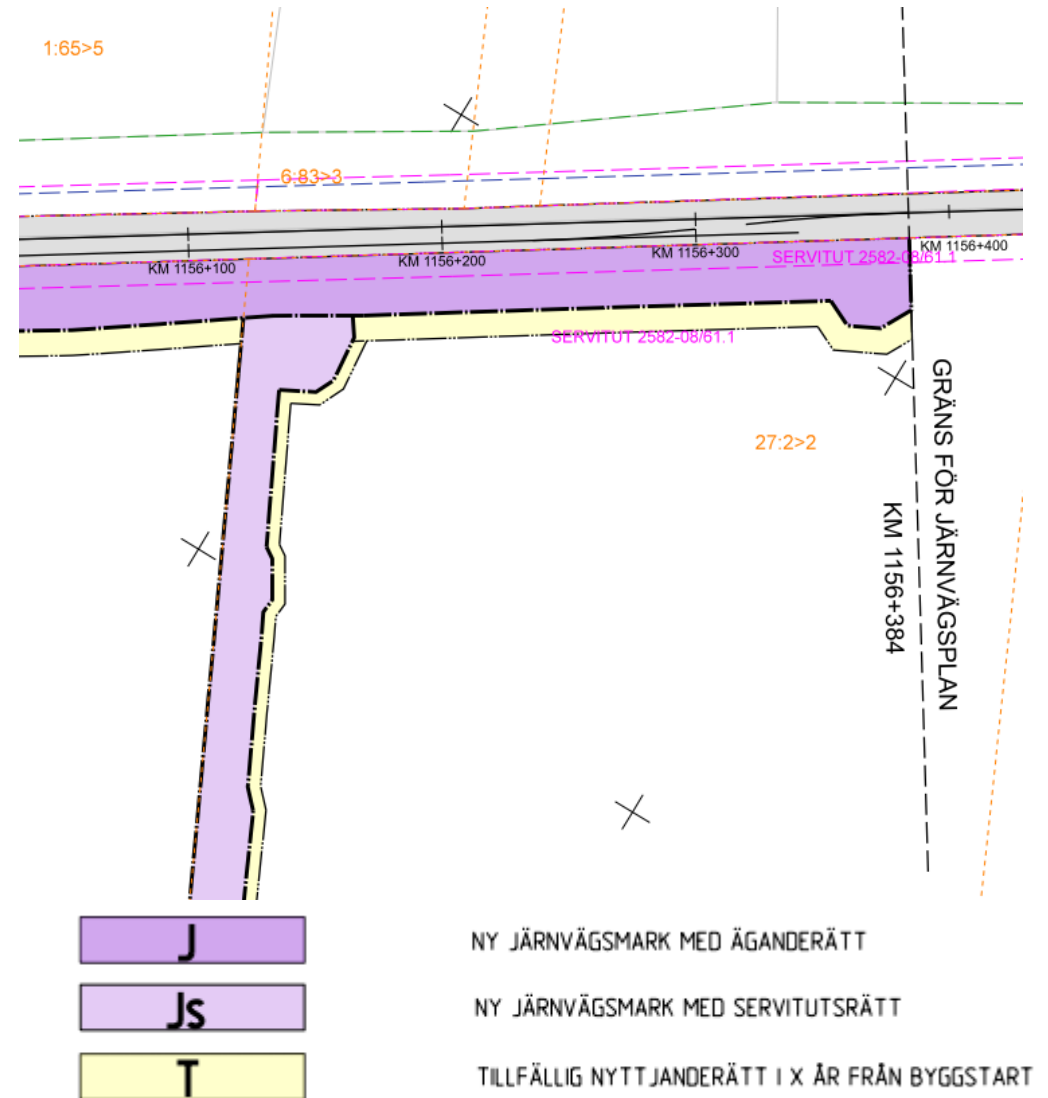 1:65>5
6:83>3
KM 1156+100
KM 1156+200
KM 1156+300
KM 1156+400
SERVITUT 2582-08/61.1
SERVITUT 2582-08/61.1
27:2>2
GRÄNS FÖR JÄRNVÄGSPLAN
KM 1156+384
J NY JÄRNVÄGSMARK MED ÄGANDERÄTT
Js NY JÄRNVÄGSMARK MED SERVITUTSRÄTT
T TILLFÄLLIG NYTTJANDERÄTT I X ÅR FRÅN BYGGSTART